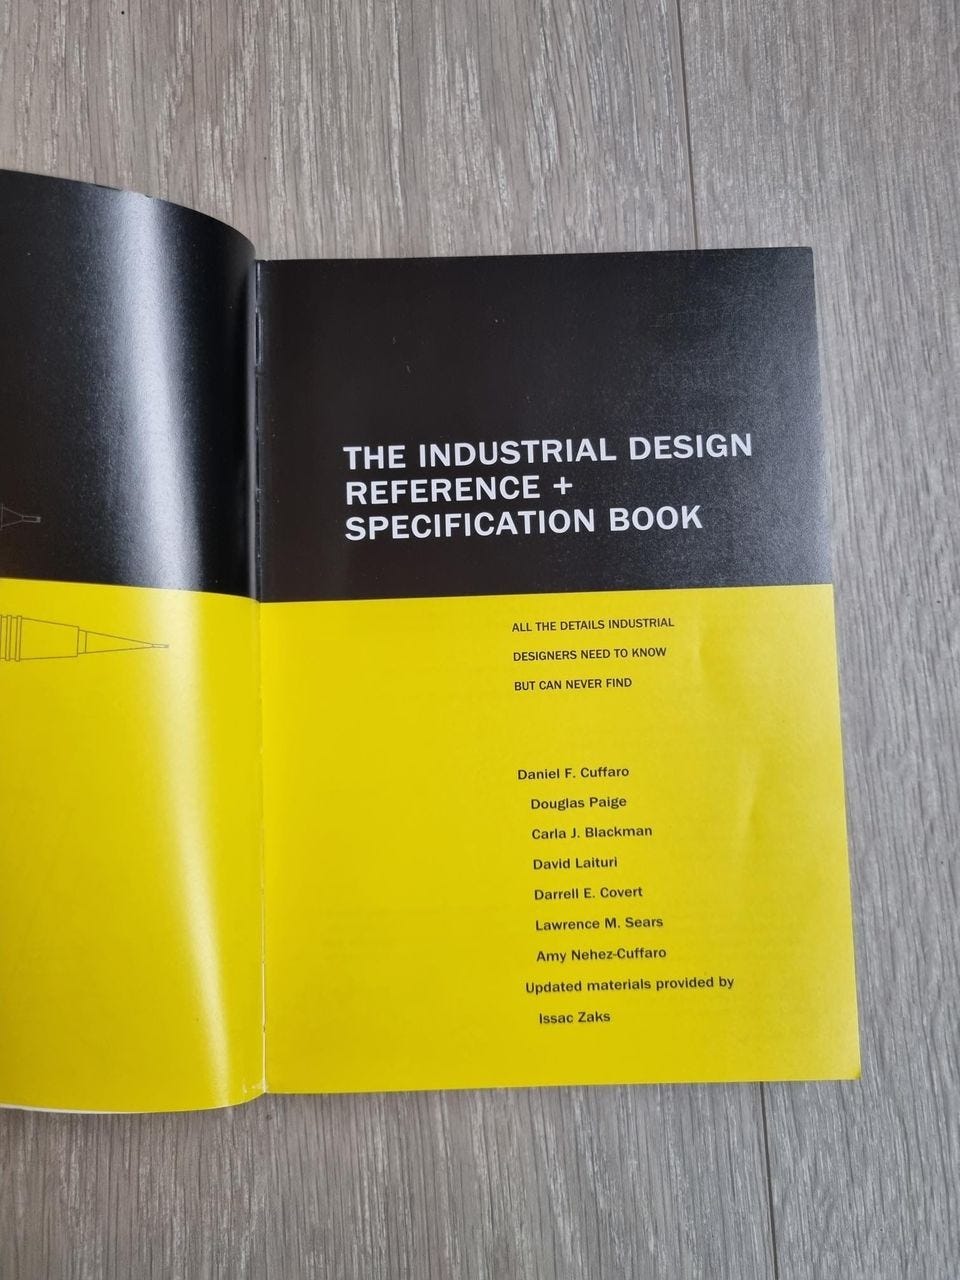 THE INDUSTRIAL DESIGN
REFERENCE +
SPECIFICATION BOOK
ALL THE DETAILS INDUSTRIAL
DESIGNERS NEED TO KNOW
BUT CAN NEVER FIND
Daniel F. Cuffaro
Douglas Paige
Carla J. Blackman
David Laituri
Darrell E. Covert
Lawrence M. Sears
Amy Nehez-Cuffaro
Updated materials provided by
Issac Zaks